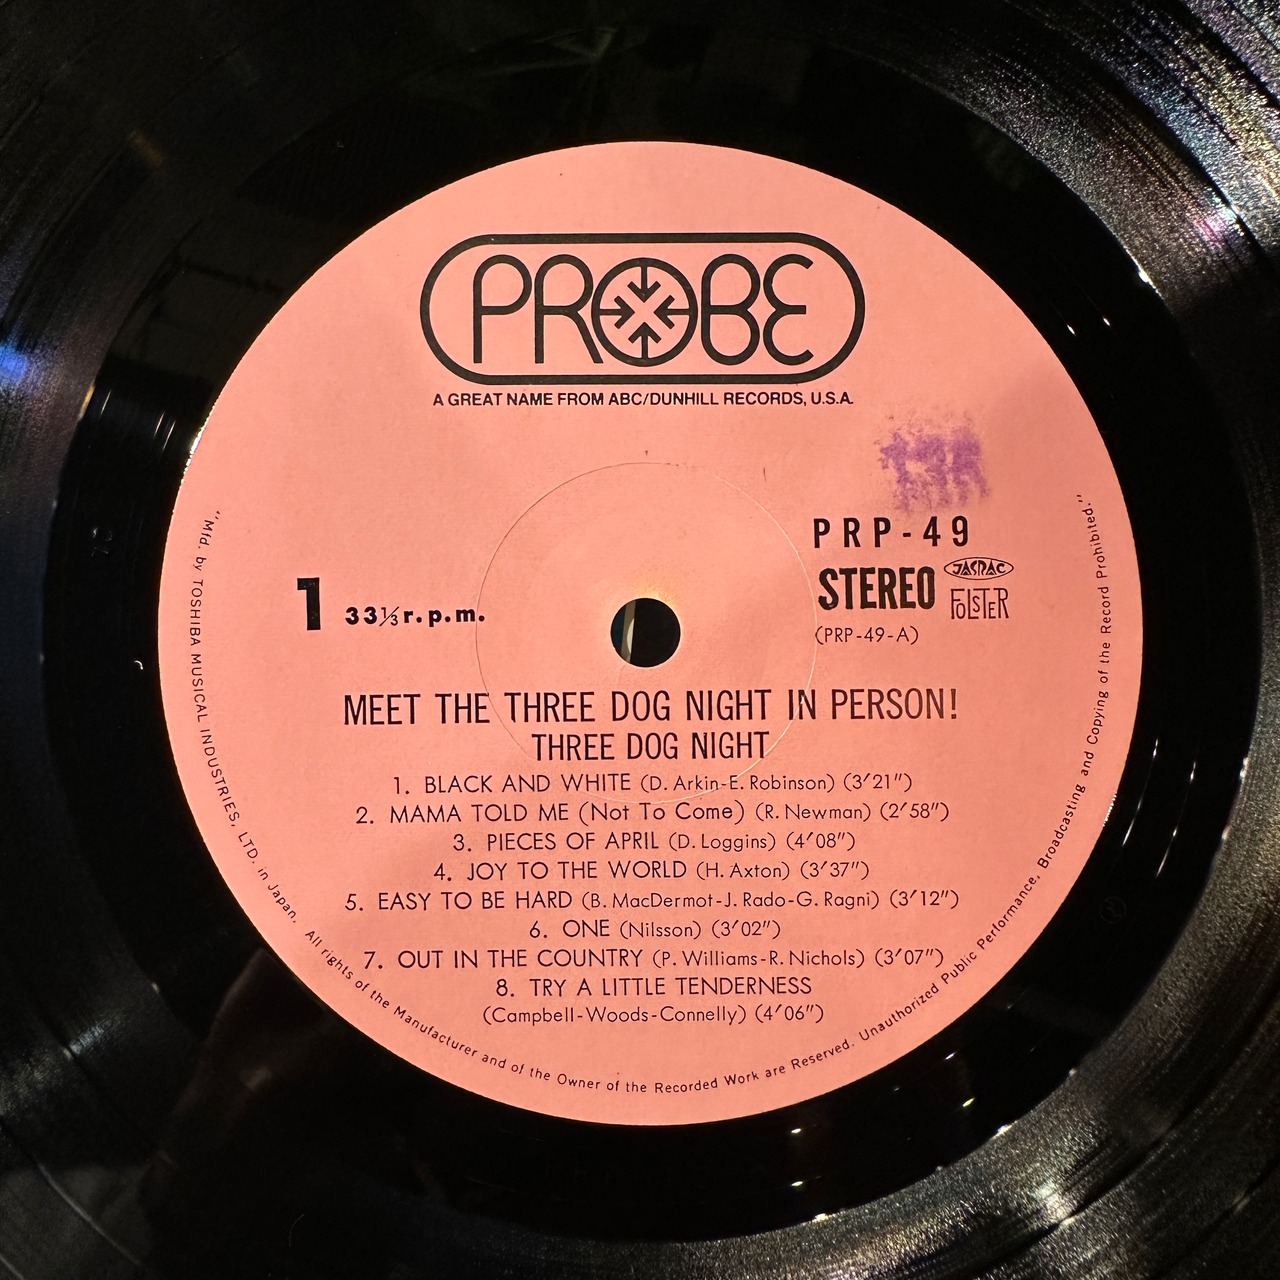 PROBE
A GREAT NAME FROM ABC/DUNHILL RECORDS, U.S.A.
PRP-49
1 33⅓ r.p.m.
STEREO JASRAC
FOLSTER
(PRP-49-A)
MEET THE THREE DOG NIGHT IN PERSON!
THREE DOG NIGHT
1. BLACK AND WHITE (D. Arkin-E. Robinson) (3′21″)
2. MAMA TOLD ME (Not To Come) (R. Newman) (2′58″)
3. PIECES OF APRIL (D. Loggins) (4′08″)
4. JOY TO THE WORLD (H. Axton) (3′37″)
5. EASY TO BE HARD (B. MacDermot-J. Rado-G. Ragni) (3′12″)
6. ONE (Nilsson) (3′02″)
7. OUT IN THE COUNTRY (P. Williams-R. Nichols) (3′07″)
8. TRY A LITTLE TENDERNESS
(Campbell-Woods-Connelly) (4′06″)
"Mfd. by TOSHIBA MUSICAL INDUSTRIES, LTD. in Japan. All rights of the Manufacturer and of the Owner of the Recorded Work are Reserved. Unauthorized Public Performance, Broadcasting and Copying of the Record Prohibited."